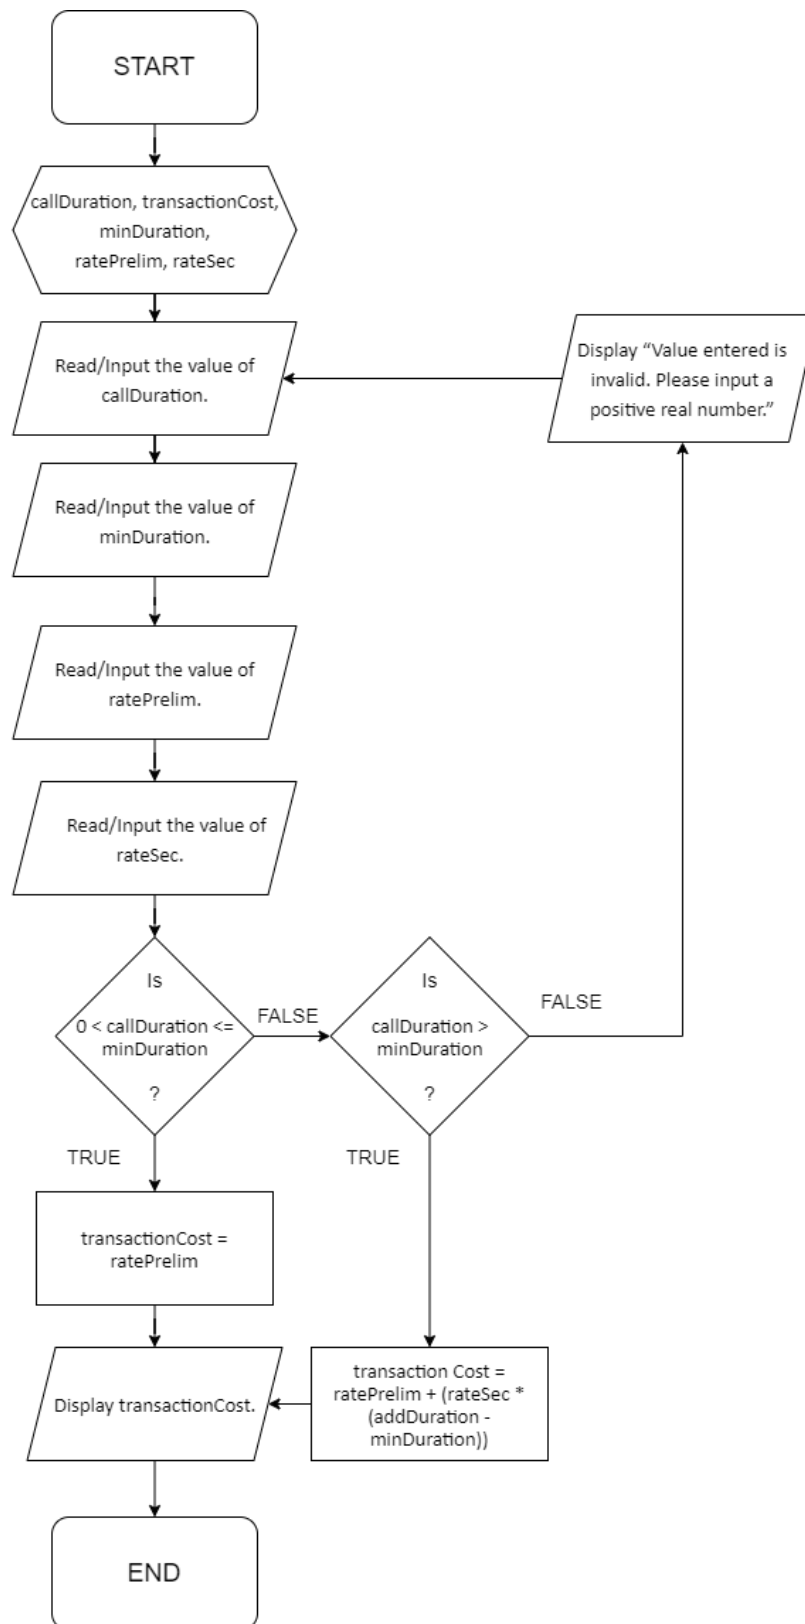 START
callDuration, transactionCost,
minDuration,
ratePrelim, rateSec
Read/Input the value of
callDuration.
Display “Value entered is
invalid. Please input a
positive real number.”
Read/Input the value of
minDuration.
Read/Input the value of
ratePrelim.
Read/Input the value of
rateSec.
Is
0 < callDuration <=
minDuration
?
FALSE
Is
callDuration >
minDuration
?
FALSE
TRUE
TRUE
transactionCost =
ratePrelim
transaction Cost =
ratePrelim + (rateSec *
(addDuration -
minDuration))
Display transactionCost.
END